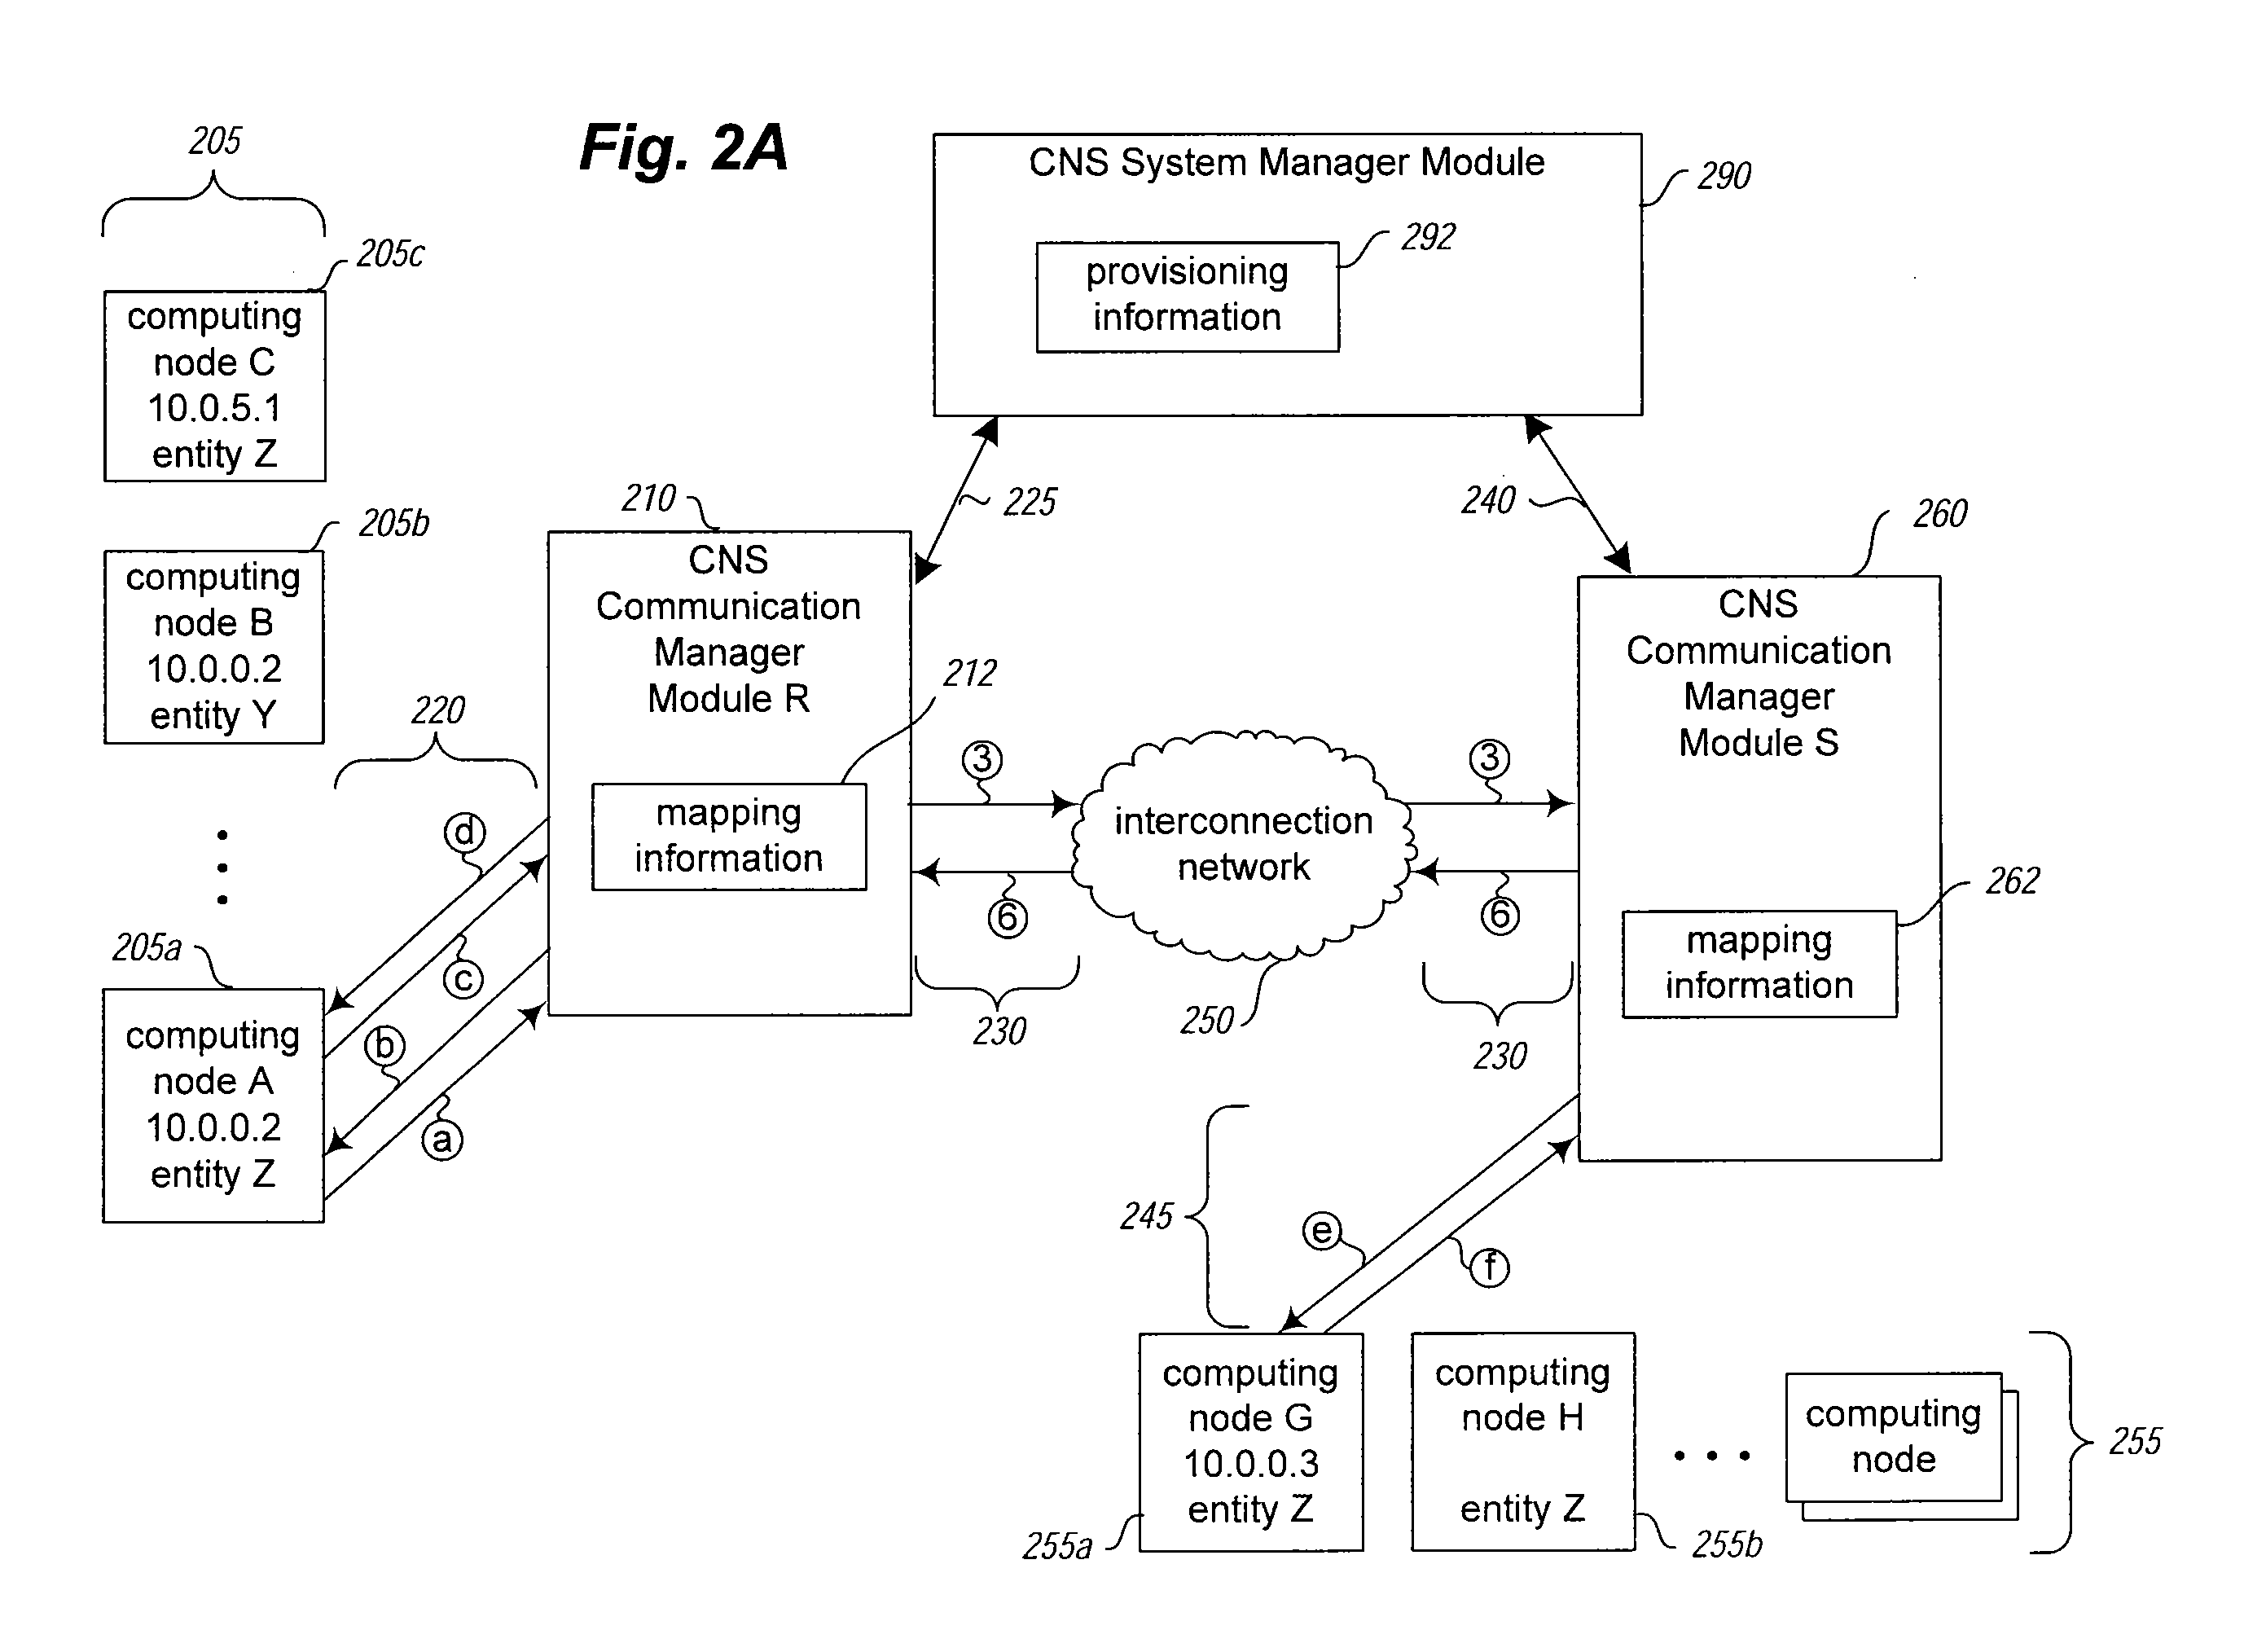 Fig. 2A
205
205c
computing
node C
10.0.5.1
entity Z
205b
computing
node B
10.0.0.2
entity Y
220
205a
computing
node A
10.0.0.2
entity Z
d
c
b
a
CNS System Manager Module
290
provisioning
information
292
225
240
210
CNS
Communication
Manager
Module R
212
mapping
information
3
6
230
interconnection
network
250
3
6
230
260
CNS
Communication
Manager
Module S
262
mapping
information
245
e
f
computing
node G
10.0.0.3
entity Z
255a
computing
node H
entity Z
255b
computing
node
255